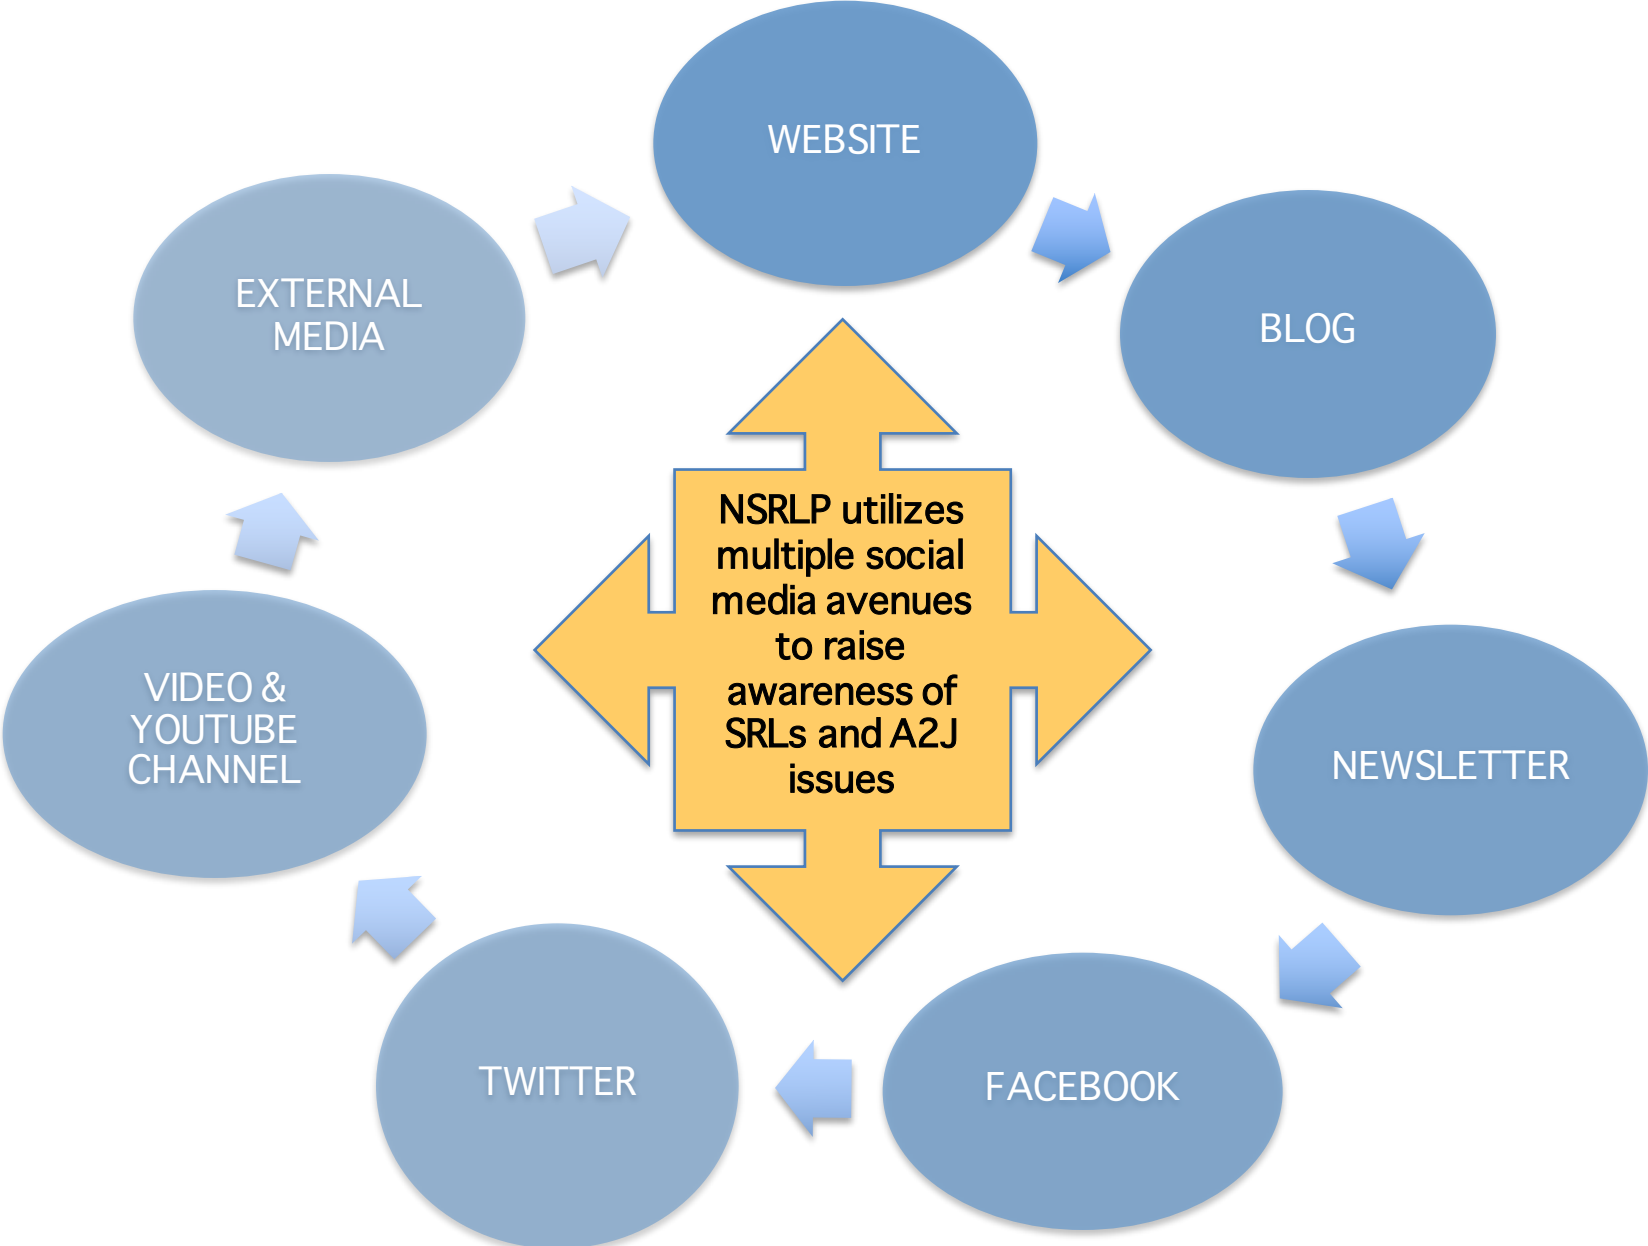 WEBSITE
BLOG
NEWSLETTER
FACEBOOK
TWITTER
VIDEO &
YOUTUBE
CHANNEL
EXTERNAL
MEDIA
NSRLP utilizes
multiple social
media avenues
to raise
awareness of
SRLs and A2J
issues